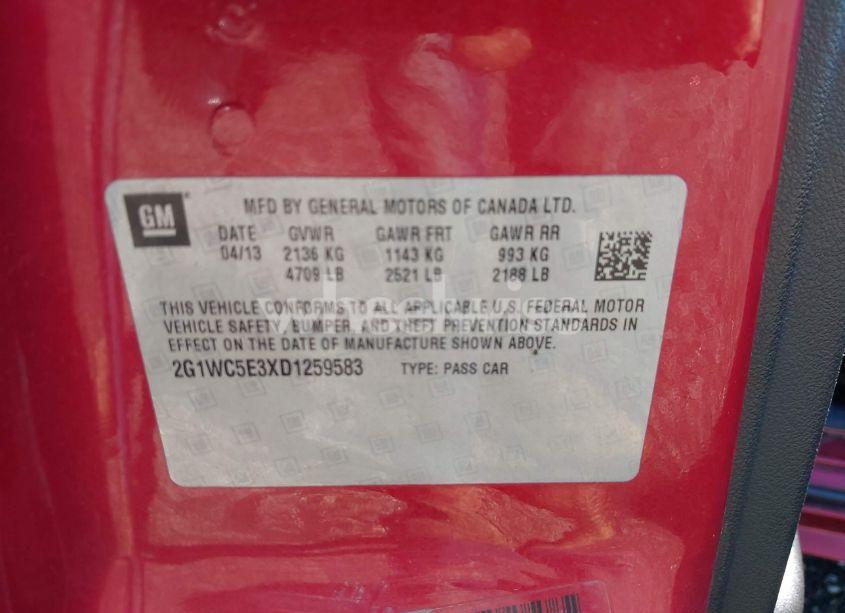 GM
MFD BY GENERAL MOTORS OF CANADA LTD.
DATE GVWR GAWR FRT GAWR RR
04/13 2136 KG 1143 KG 993 KG
4709 LB 2521 LB 2188 LB
THIS VEHICLE CONFORMS TO ALL APPLICABLE U.S. FEDERAL MOTOR
VEHICLE SAFETY, BUMPER, AND THEFT PREVENTION STANDARDS IN
EFFECT ON THE DATE OF MANUFACTURE SHOWN ABOVE.
2G1WC5E3XD1259583 TYPE: PASS CAR